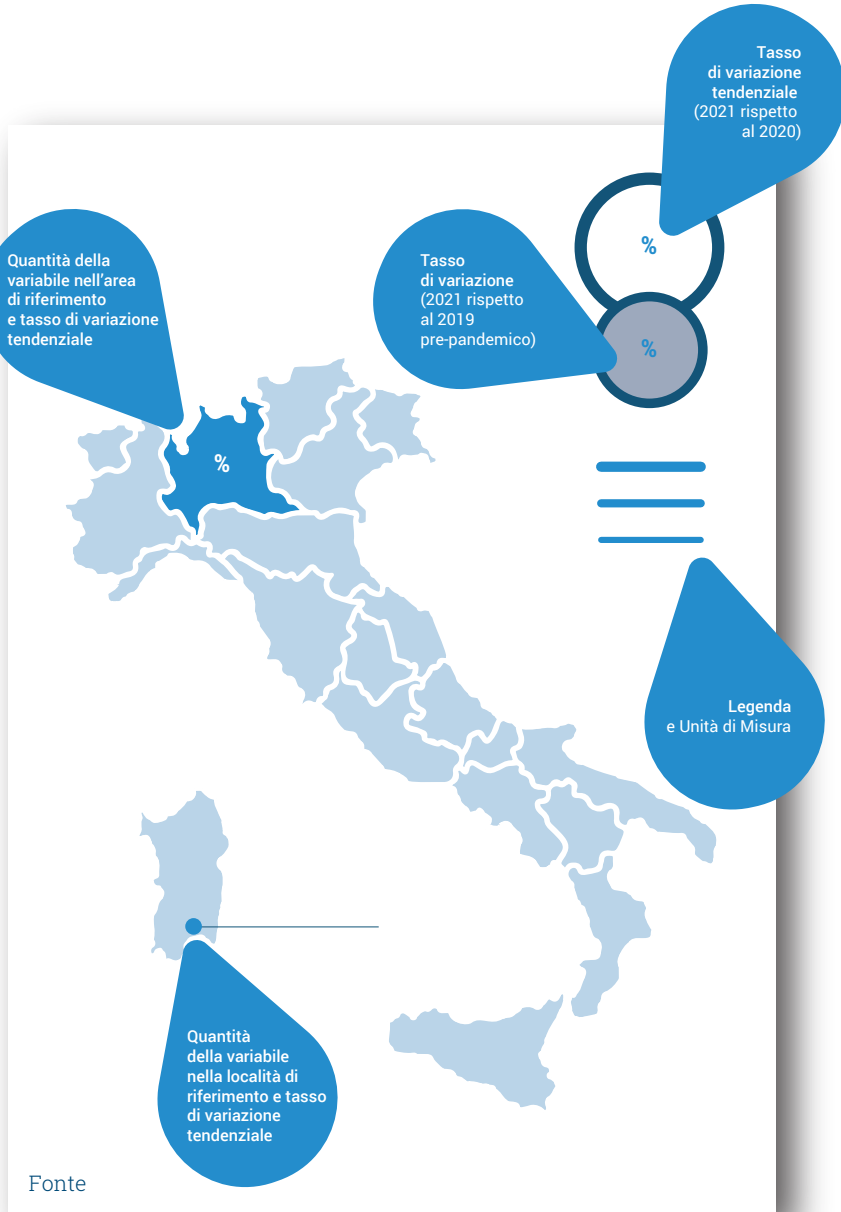 Tasso
di variazione
tendenziale
(2021 rispetto
al 2020)
%
Quantità della
variabile nell'area
di riferimento
e tasso di variazione
tendenziale
Tasso
di variazione
(2021 rispetto
al 2019
pre-pandemico)
%
%
Legenda
e Unità di Misura
Quantità
della variabile
nella località di
riferimento e tasso
di variazione
tendenziale
Fonte